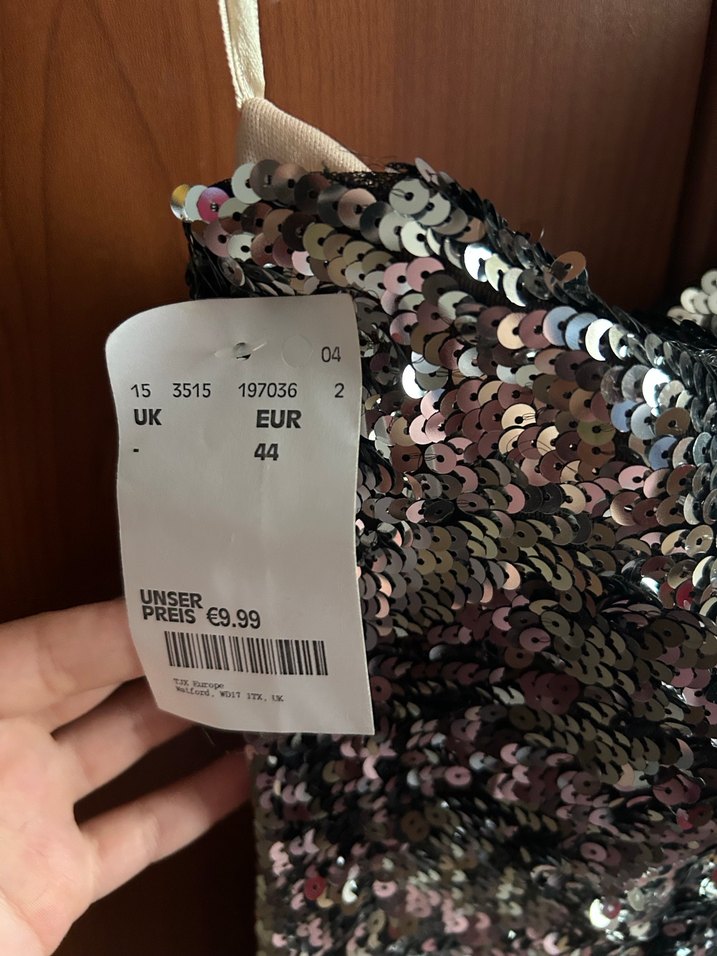 04
15 3515 197036 2
UK EUR
- 44
UNSER
PREIS €9.99
TJX Europe
Watford, WD17 1TX, UK